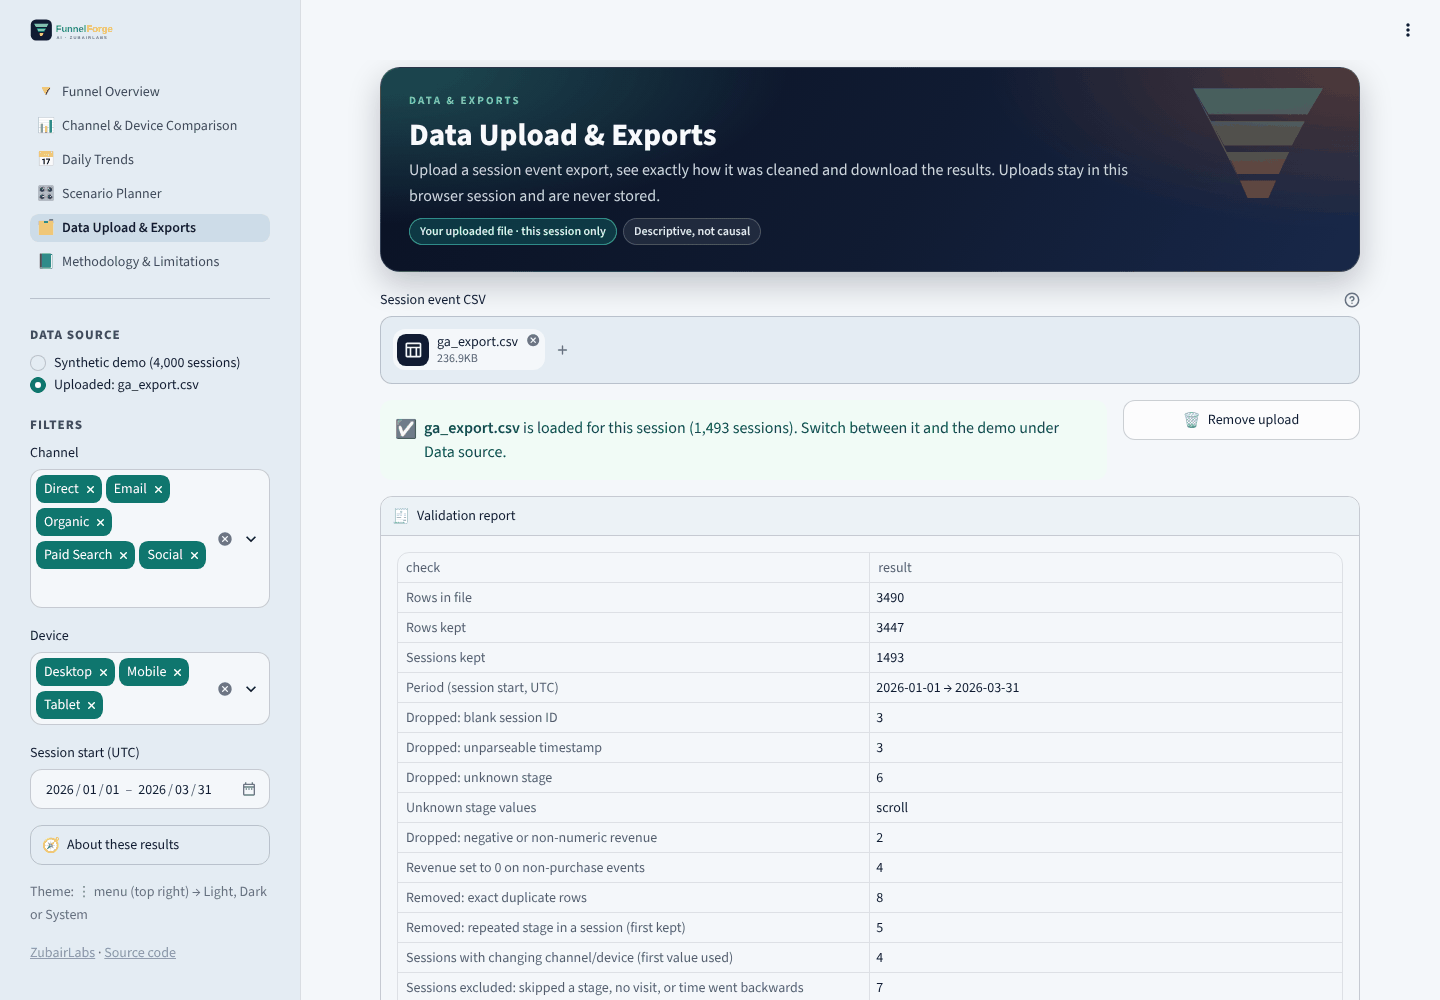 FunnelForge
AI · ZUBAIRLABS
Funnel Overview
Channel & Device Comparison
Daily Trends
Scenario Planner
Data Upload & Exports
Methodology & Limitations
DATA SOURCE
Synthetic demo (4,000 sessions)
Uploaded: ga_export.csv
FILTERS
Channel
Direct × Email ×
Organic ×
Paid Search × Social ×
Device
Desktop × Mobile ×
Tablet ×
Session start (UTC)
2026 / 01 / 01 – 2026 / 03 / 31
About these results
Theme: ⋮ menu (top right) → Light, Dark
or System
ZubairLabs · Source code
DATA & EXPORTS
Data Upload & Exports
Upload a session event export, see exactly how it was cleaned and download the results. Uploads stay in this
browser session and are never stored.
Your uploaded file · this session only
Descriptive, not causal
Session event CSV
ga_export.csv
236.9KB
ga_export.csv is loaded for this session (1,493 sessions). Switch between it and the demo under
Data source.
Remove upload
Validation report
check result
Rows in file 3490
Rows kept 3447
Sessions kept 1493
Period (session start, UTC) 2026-01-01 → 2026-03-31
Dropped: blank session ID 3
Dropped: unparseable timestamp 3
Dropped: unknown stage 6
Unknown stage values scroll
Dropped: negative or non-numeric revenue 2
Revenue set to 0 on non-purchase events 4
Removed: exact duplicate rows 8
Removed: repeated stage in a session (first kept) 5
Sessions with changing channel/device (first value used) 4
Sessions excluded: skipped a stage, no visit, or time went backwards 7